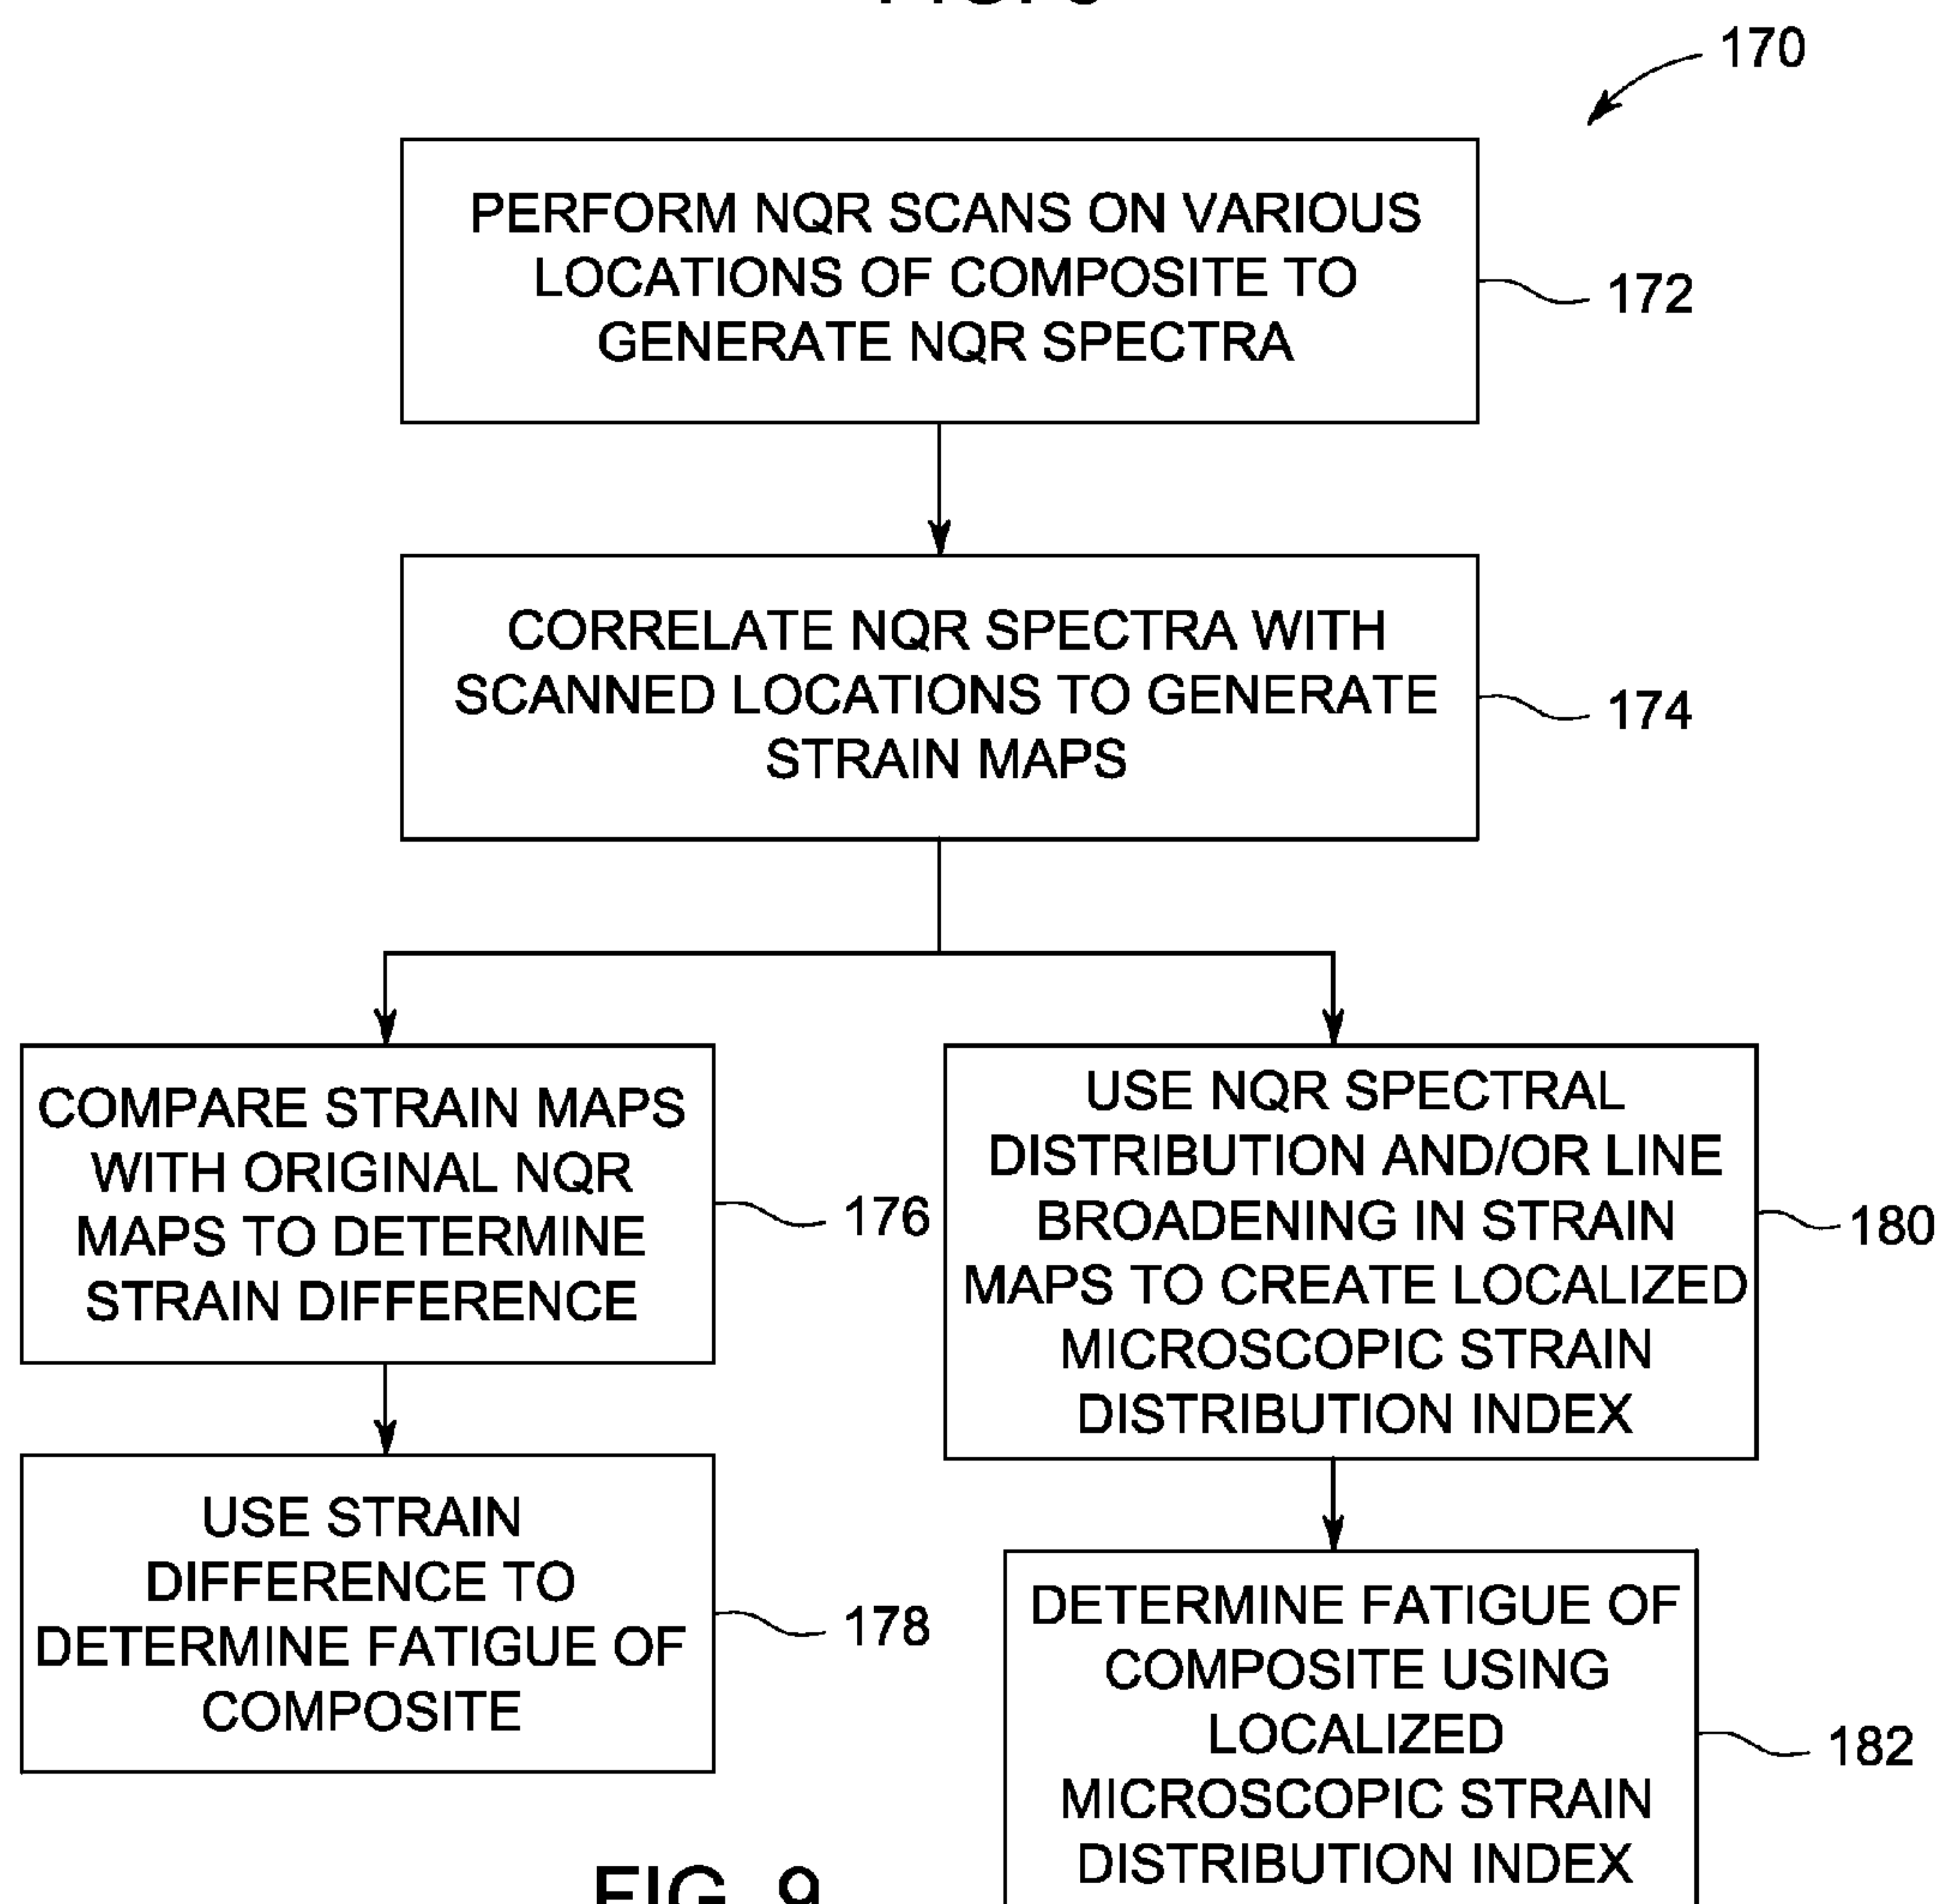 170
PERFORM NQR SCANS ON VARIOUS
LOCATIONS OF COMPOSITE TO
GENERATE NQR SPECTRA
172
CORRELATE NQR SPECTRA WITH
SCANNED LOCATIONS TO GENERATE
STRAIN MAPS
174
COMPARE STRAIN MAPS
WITH ORIGINAL NQR
MAPS TO DETERMINE
STRAIN DIFFERENCE
176
USE STRAIN
DIFFERENCE TO
DETERMINE FATIGUE OF
COMPOSITE
178
USE NQR SPECTRAL
DISTRIBUTION AND/OR LINE
BROADENING IN STRAIN
MAPS TO CREATE LOCALIZED
MICROSCOPIC STRAIN
DISTRIBUTION INDEX
180
DETERMINE FATIGUE OF
COMPOSITE USING
LOCALIZED
MICROSCOPIC STRAIN
DISTRIBUTION INDEX
182
FIG. 9